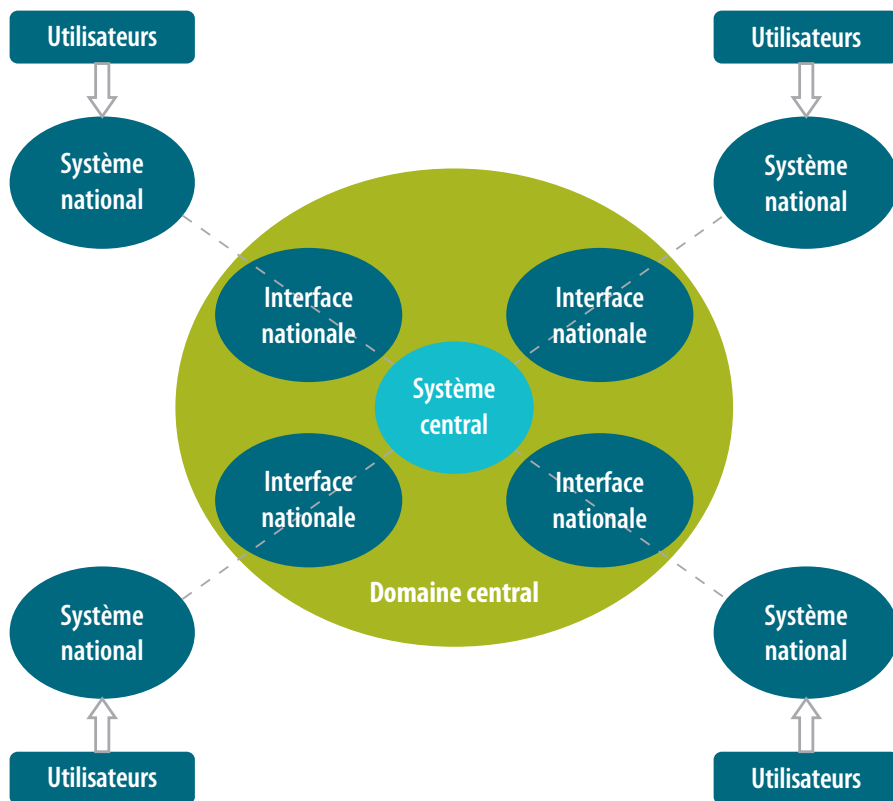 Utilisateurs
Utilisateurs
Système
national
Système
national
Interface
nationale
Interface
nationale
Système
central
Interface
nationale
Interface
nationale
Domaine central
Système
national
Système
national
Utilisateurs
Utilisateurs